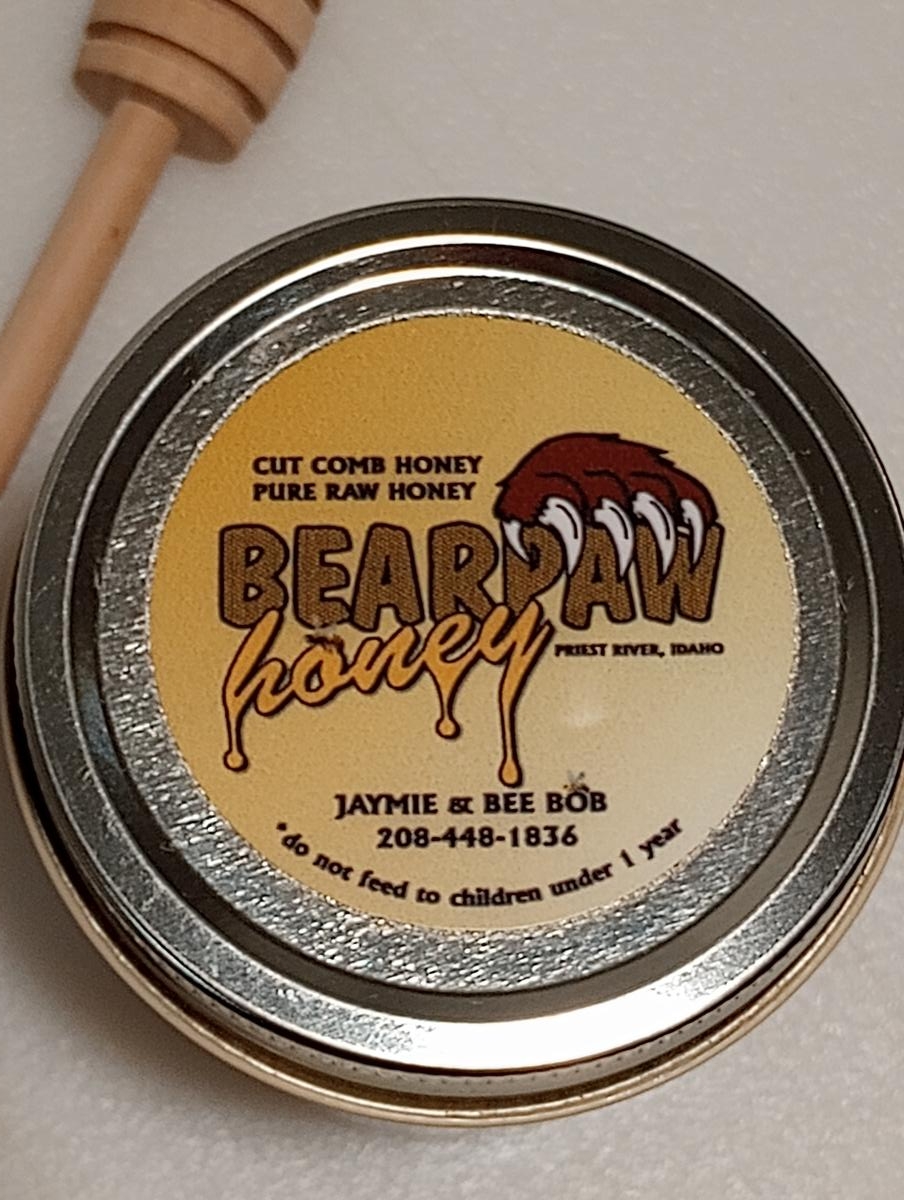 CUT COMB HONEY
PURE RAW HONEY
BEARPAW
honey
PRIEST RIVER, IDAHO
JAYMIE & BEE BOB
208-448-1836
*do not feed to children under 1 year